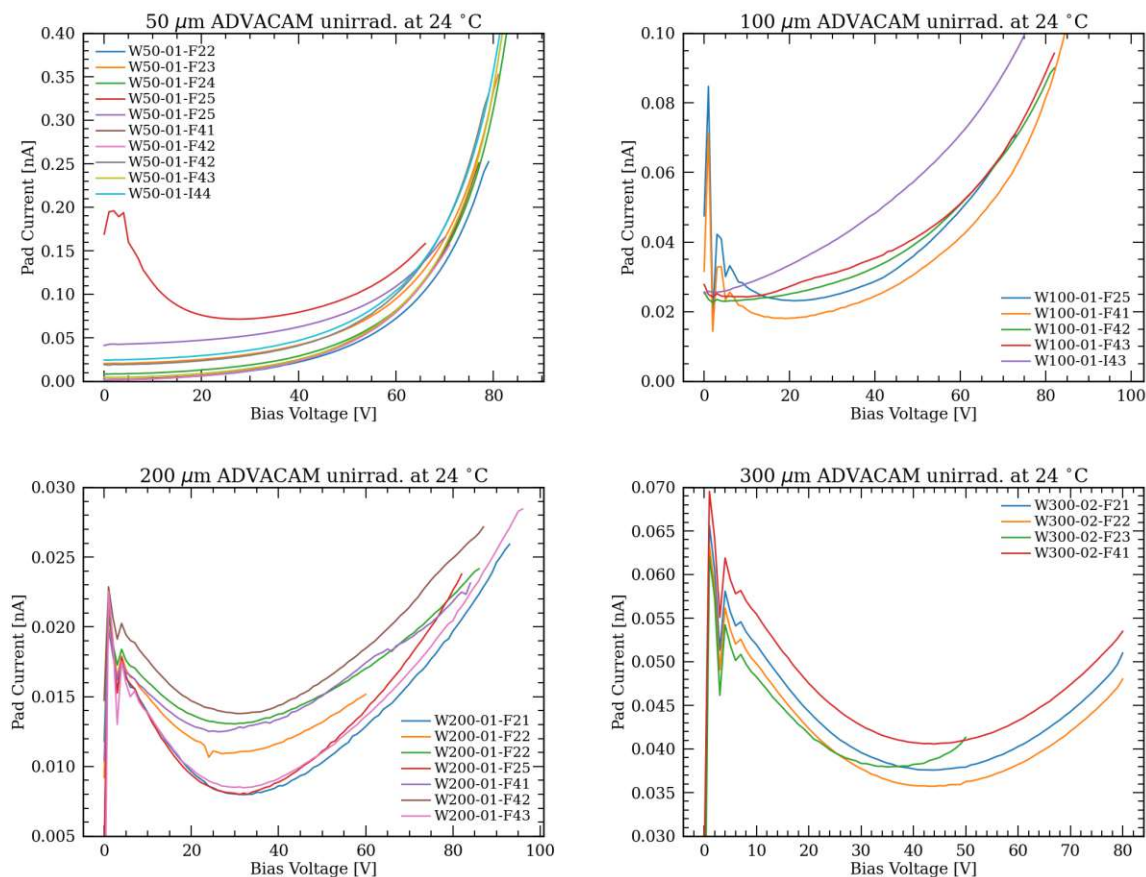 50 μm ADVACAM unirrad. at 24 °C
Pad Current [nA]
0.40
0.35
0.30
0.25
0.20
0.15
0.10
0.05
0.00
W50-01-F22
W50-01-F23
W50-01-F24
W50-01-F25
W50-01-F25
W50-01-F41
W50-01-F42
W50-01-F42
W50-01-F43
W50-01-I44
0 20 40 60 80
Bias Voltage [V]
100 μm ADVACAM unirrad. at 24 °C
Pad Current [nA]
0.10
0.08
0.06
0.04
0.02
0.00
W100-01-F25
W100-01-F41
W100-01-F42
W100-01-F43
W100-01-I43
0 20 40 60 80 100
Bias Voltage [V]
200 μm ADVACAM unirrad. at 24 °C
Pad Current [nA]
0.030
0.025
0.020
0.015
0.010
0.005
W200-01-F21
W200-01-F22
W200-01-F22
W200-01-F25
W200-01-F41
W200-01-F42
W200-01-F43
0 20 40 60 80 100
Bias Voltage [V]
300 μm ADVACAM unirrad. at 24 °C
Pad Current [nA]
0.070
0.065
0.060
0.055
0.050
0.045
0.040
0.035
0.030
W300-02-F21
W300-02-F22
W300-02-F23
W300-02-F41
0 10 20 30 40 50 60 70 80
Bias Voltage [V]